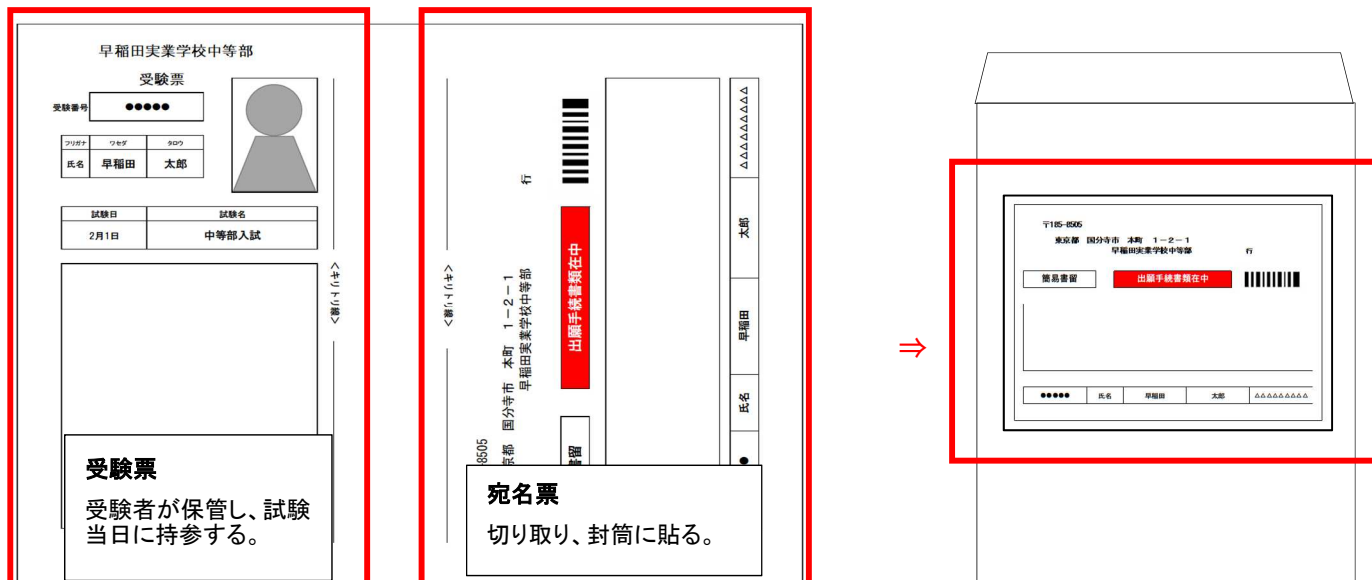 早稲田実業学校中等部
受験票
受験番号 ●●●●●
フリガナ ワセダ タロウ
氏名 早稲田 太郎
試験日 試験名
2月1日 中等部入試
<キリトリ線>
受験票
受験者が保管し、試験
当日に持参する。
<キリトリ線>
-8505
京都 国分寺市 本町 1-2-1
早稲田実業学校中等部 行
書留 出願手続書類在中
● 氏名 早稲田 太郎 △△△△△△△△△
宛名票
切り取り、封筒に貼る。
⇒
〒185-8505
東京都 国分寺市 本町 1-2-1
早稲田実業学校中等部 行
簡易書留 出願手続書類在中
●●●●● 氏名 早稲田 太郎 △△△△△△△△△